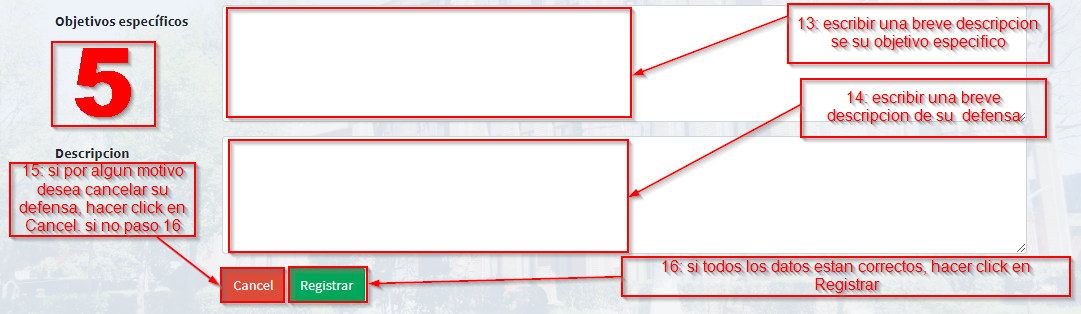 Objetivos específicos
13: escribir una breve descripcion
se su objetivo especifico
5
14: escribir una breve
descripcion de su defensa
Descripcion
15: si por algun motivo
desea cancelar su
defensa, hacer click en
Cancel. si no paso 16
Cancel
Registrar
16: si todos los datos estan correctos, hacer click en
Registrar